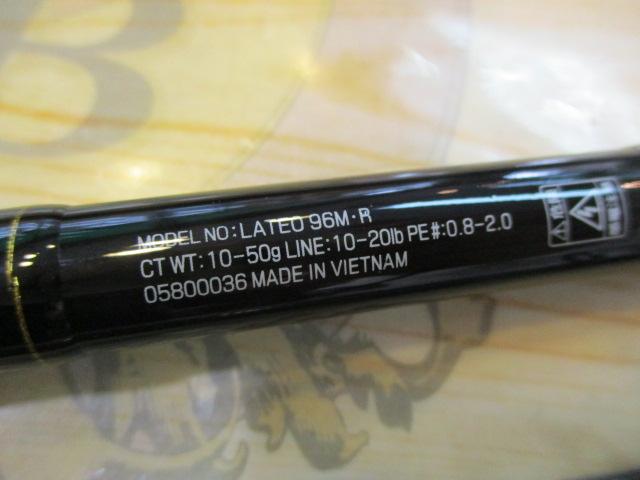 MODEL NO:LATEO 96M·R
CT WT:10-50g LINE:10-20lb PE#:0.8-2.0
05800036 MADE IN VIETNAM
B